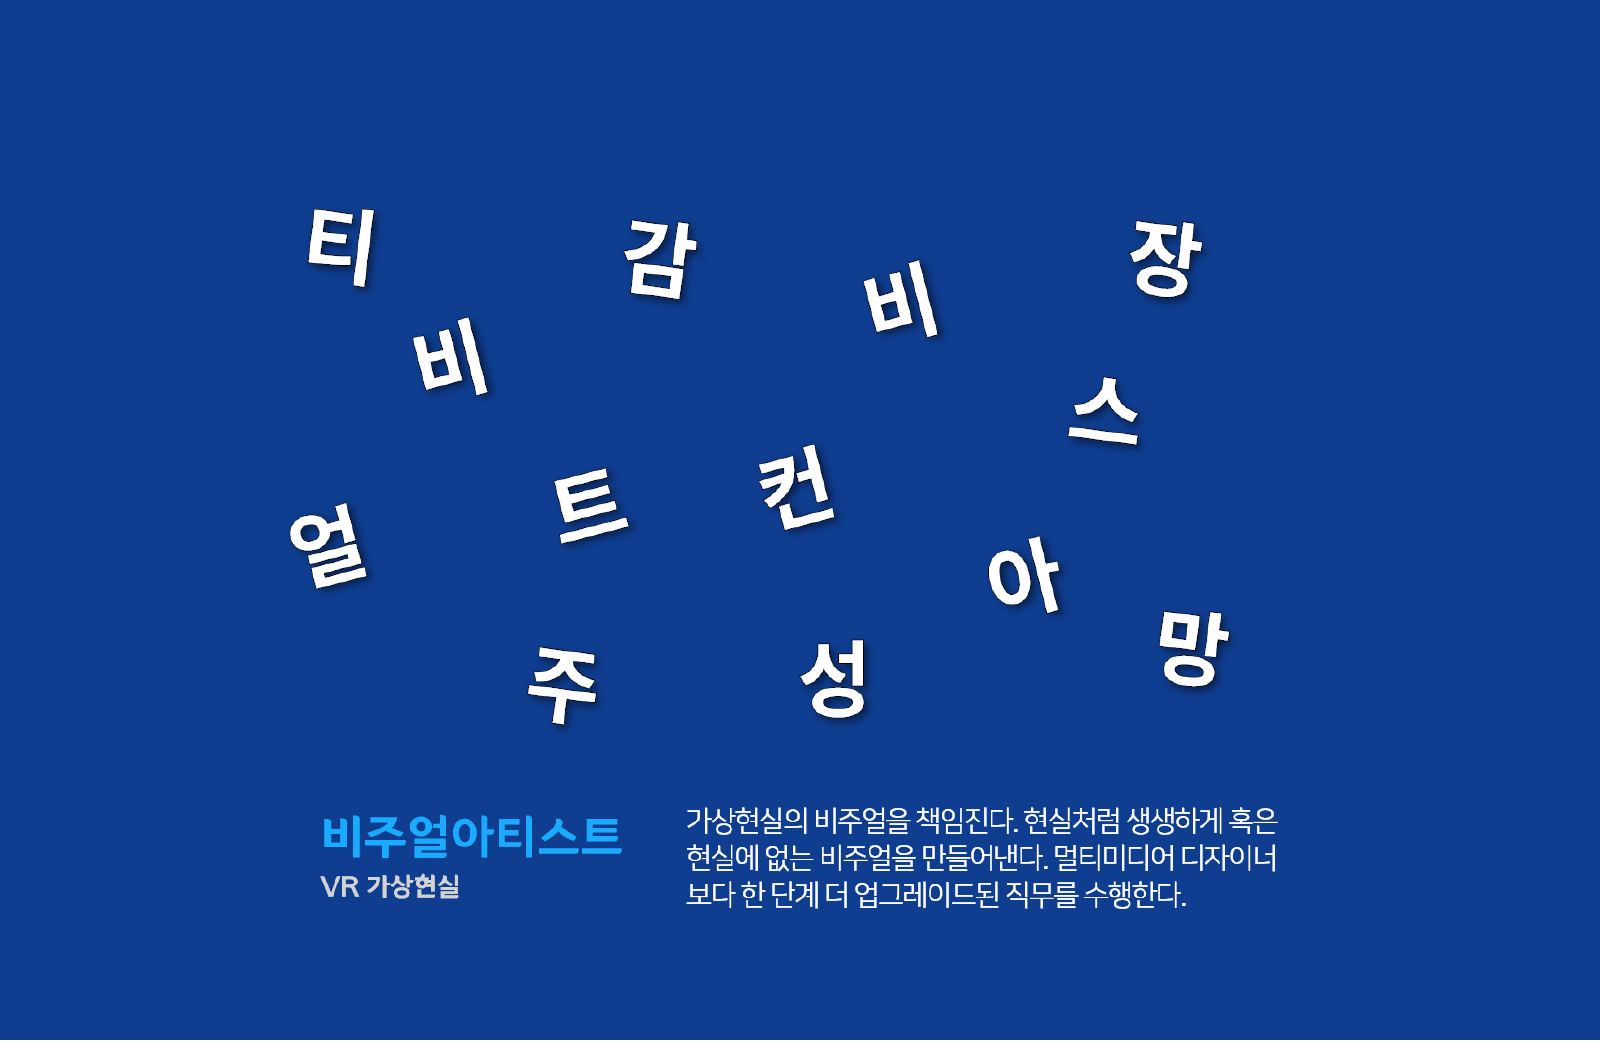 티
감
비
장
비
스
트
컨
얼
아
망
주
성
비주얼아티스트
VR 가상현실
가상현실의 비주얼을 책임진다. 현실처럼 생생하게 혹은
현실에 없는 비주얼을 만들어낸다. 멀티미디어 디자이너
보다 한 단계 더 업그레이드된 직무를 수행한다.